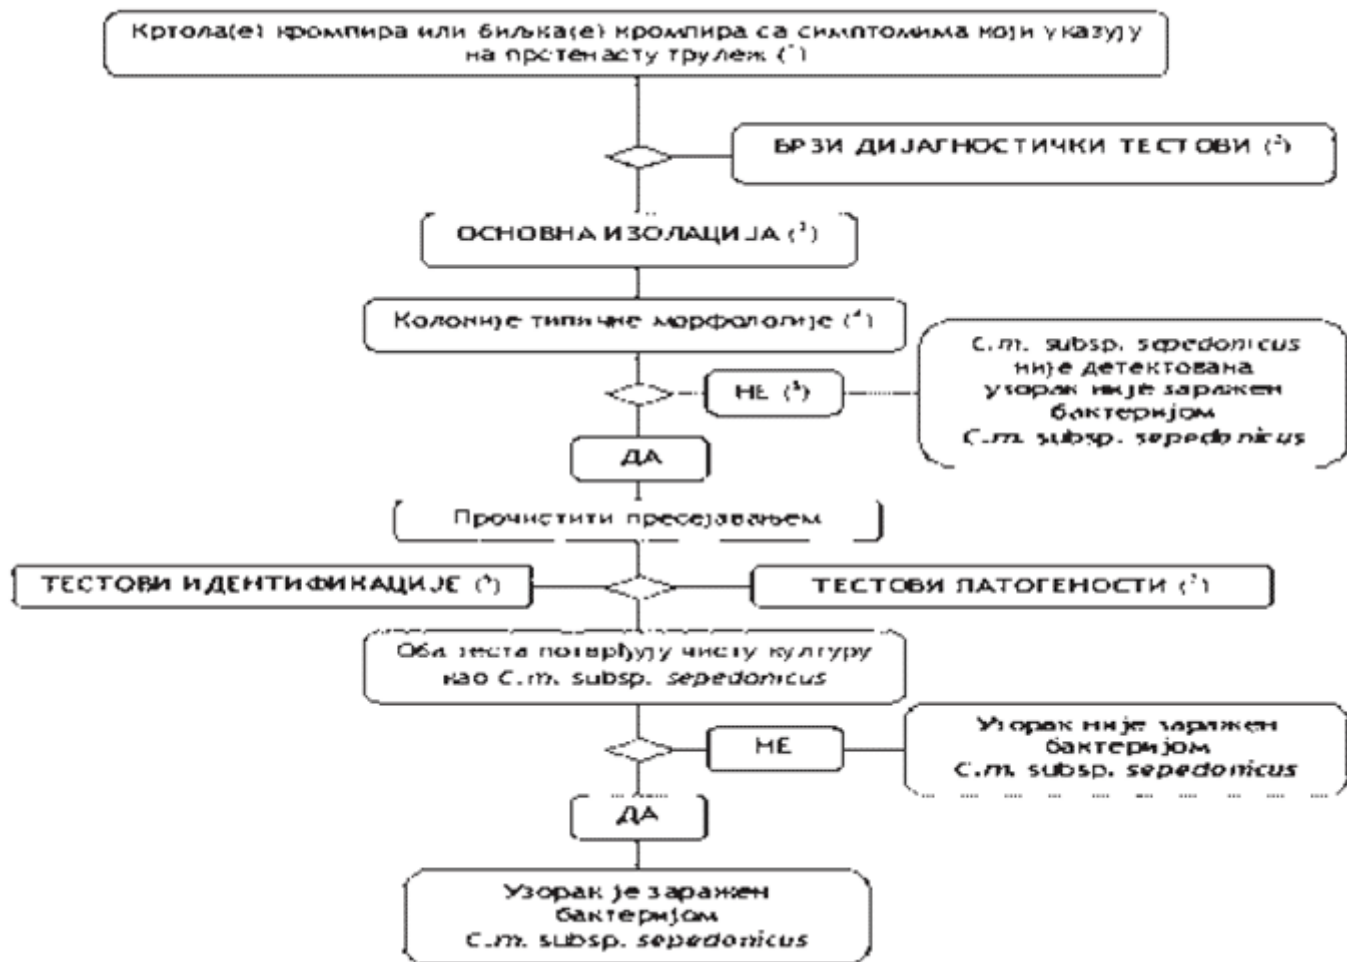 Кртола(е) кромпира или биљка(е) кромпира са симптомима који указују
на прстенасту трулеж (¹)
БРЗИ ДИЈАГНОСТИЧКИ ТЕСТОВИ (²)
ОСНОВНА ИЗОЛАЦИЈА (³)
Колоније типичне морфологије (⁴)
НЕ (⁵)
C.m. subsp. sepedonicus
није детектована
узорак није заражен
бактеријом
C.m. subsp. sepedonicus
ДА
Прочистити пресејавањем
ТЕСТОВИ ИДЕНТИФИКАЦИЈЕ (⁶)
ТЕСТОВИ ПАТОГЕНОСТИ (⁷)
Оба теста потврђују чисту културу
као C.m. subsp. sepedonicus
НЕ
Узорак није заражен
бактеријом
C.m. subsp. sepedonicus
ДА
Узорак је заражен
бактеријом
C.m. subsp. sepedonicus